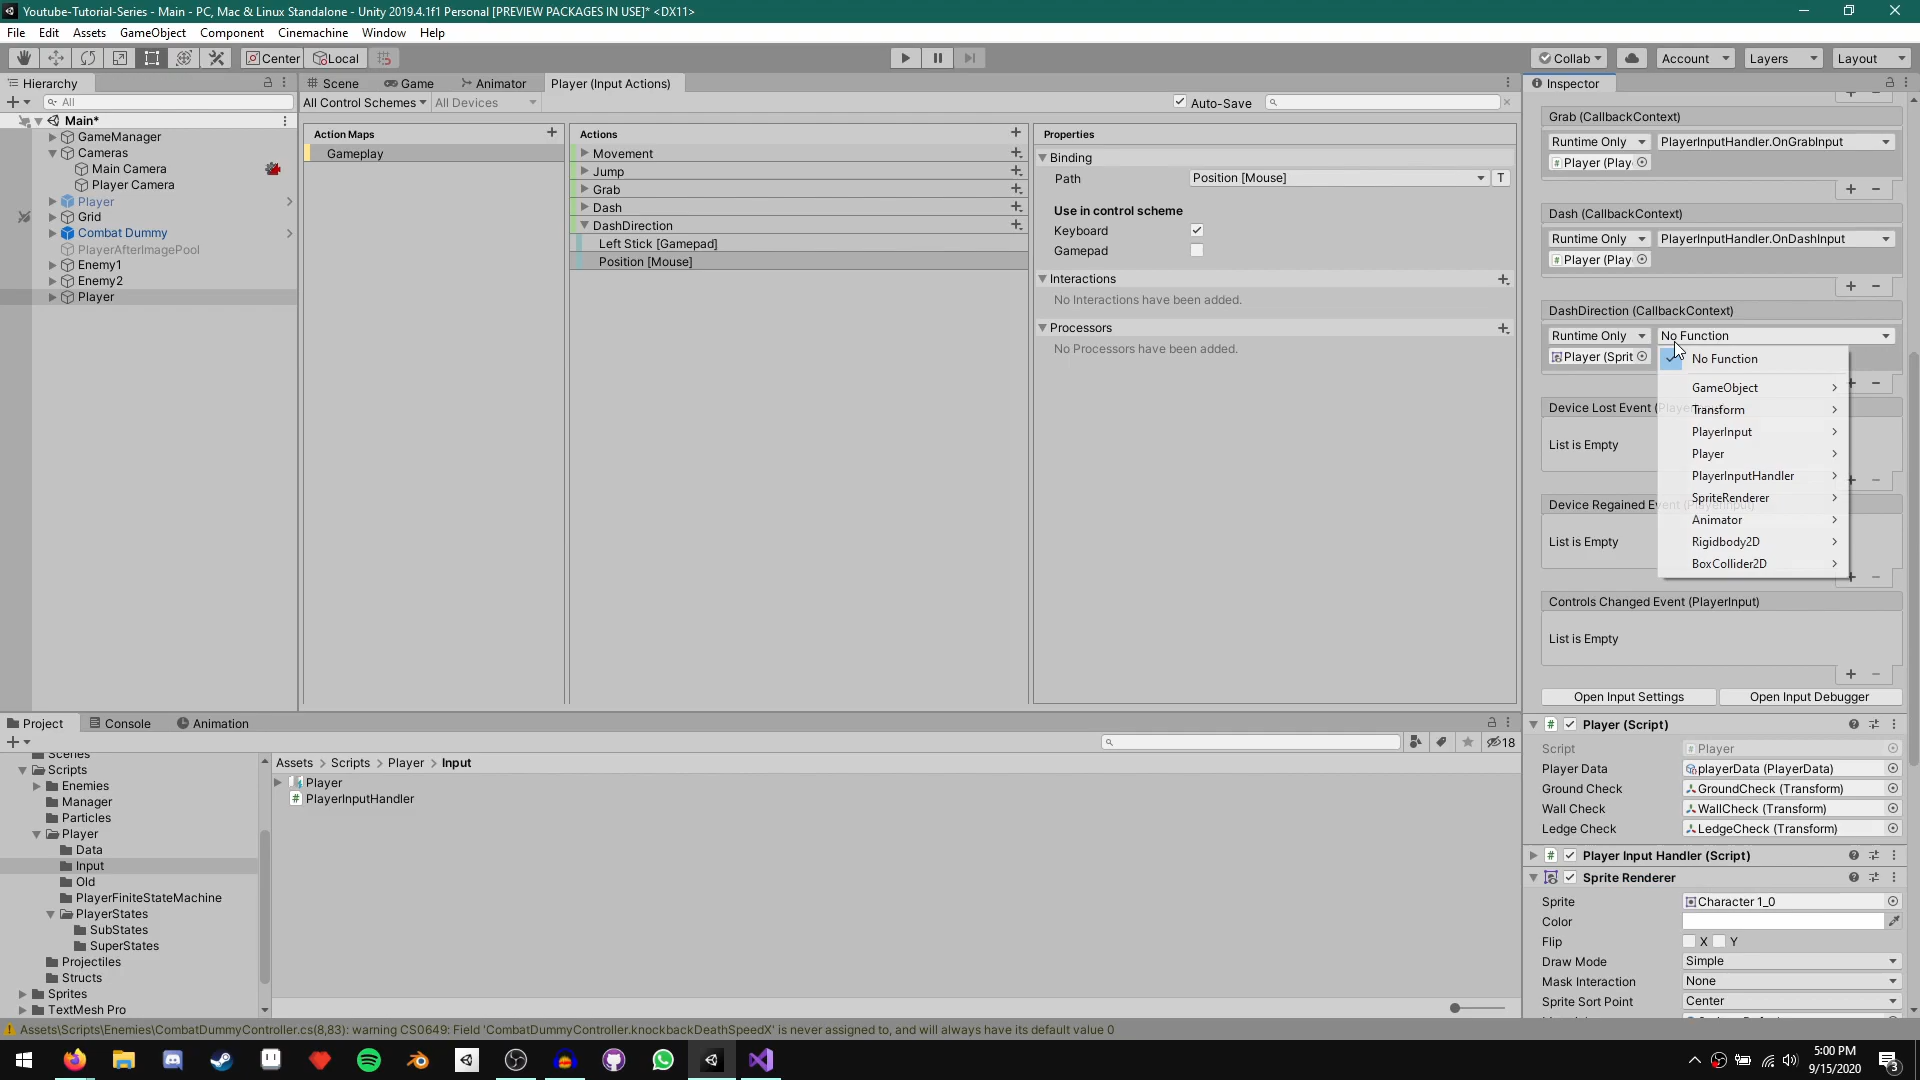 Youtube-Tutorial-Series - Main - PC, Mac & Linux Standalone - Unity 2019.4.1f1 Personal [PREVIEW PACKAGES IN USE]* <DX11>
File Edit Assets GameObject Component Cinemachine Window Help
Center Local
Collab Account Layers Layout
Hierarchy
All
Main*
GameManager
Cameras
Main Camera
Player Camera
Player
Grid
Combat Dummy
PlayerAfterImagePool
Enemy1
Enemy2
Player
Scene Game Animator Player (Input Actions)
All Control Schemes All Devices
Auto-Save
Action Maps
Gameplay
Actions
Movement
Jump
Grab
Dash
DashDirection
Left Stick [Gamepad]
Position [Mouse]
Properties
Binding
Path Position [Mouse] T
Use in control scheme
Keyboard
Gamepad
Interactions
No Interactions have been added.
Processors
No Processors have been added.
Inspector
Grab (CallbackContext)
Runtime Only PlayerInputHandler.OnGrabInput
Player (Play
Dash (CallbackContext)
Runtime Only PlayerInputHandler.OnDashInput
Player (Play
DashDirection (CallbackContext)
Runtime Only No Function
Player (Sprit
No Function
GameObject
Transform
PlayerInput
Player
PlayerInputHandler
SpriteRenderer
Animator
Rigidbody2D
BoxCollider2D
Device Lost Event
List is Empty
Device Regained Event
List is Empty
Controls Changed Event (PlayerInput)
List is Empty
Open Input Settings Open Input Debugger
Player (Script)
Script Player
Player Data playerData (PlayerData)
Ground Check GroundCheck (Transform)
Wall Check WallCheck (Transform)
Ledge Check LedgeCheck (Transform)
Player Input Handler (Script)
Sprite Renderer
Sprite Character 1_0
Color
Flip X Y
Draw Mode Simple
Mask Interaction None
Sprite Sort Point Center
Project Console Animation
18
Scenes
Scripts
Enemies
Manager
Particles
Player
Data
Input
Old
PlayerFiniteStateMachine
PlayerStates
SubStates
SuperStates
Projectiles
Structs
Sprites
TextMesh Pro
Assets > Scripts > Player > Input
Player
PlayerInputHandler
Assets\Scripts\Enemies\CombatDummyController.cs(8,83): warning CS0649: Field 'CombatDummyController.knockbackDeathSpeedX' is never assigned to, and will always have its default value 0
5:00 PM
9/15/2020
3